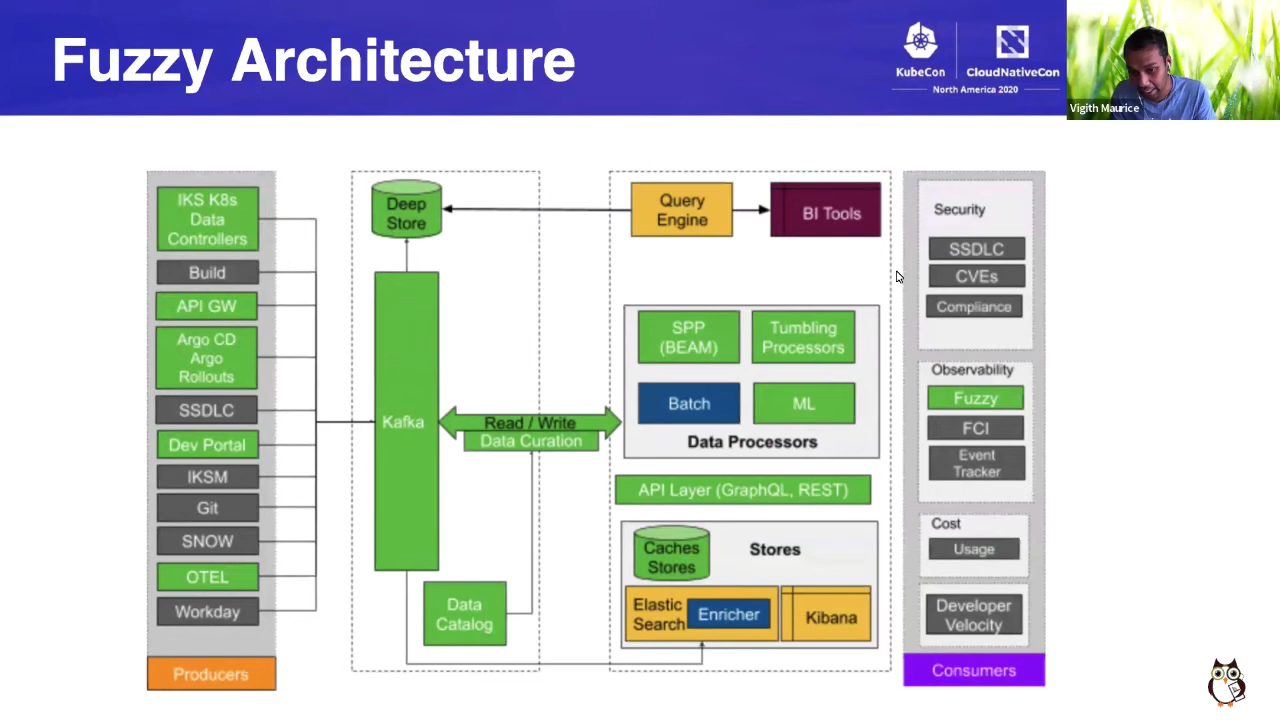 Fuzzy Architecture
KubeCon
CloudNativeCon
North America 2020
Vigith Maurice
IKS K8s
Data
Controllers
Build
API GW
Argo CD
Argo
Rollouts
SSDLC
Dev Portal
IKSM
Git
SNOW
OTEL
Workday
Producers
Deep
Store
Kafka
Read / Write
Data Curation
Data
Catalog
Query
Engine
BI Tools
SPP
(BEAM)
Tumbling
Processors
Batch
ML
Data Processors
API Layer (GraphQL, REST)
Caches
Stores
Stores
Elastic
Search
Enricher
Kibana
Security
SSDLC
CVEs
Compliance
Observability
Fuzzy
FCI
Event
Tracker
Cost
Usage
Developer
Velocity
Consumers